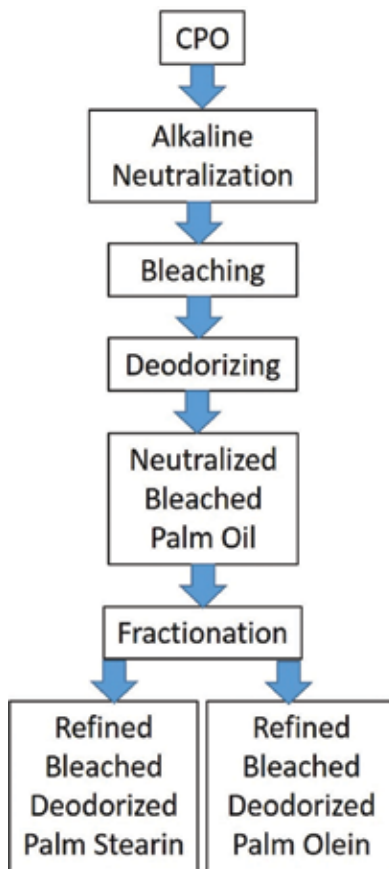 CPO
Alkaline
Neutralization
Bleaching
Deodorizing
Neutralized
Bleached
Palm Oil
Fractionation
Refined
Bleached
Deodorized
Palm Stearin
Refined
Bleached
Deodorized
Palm Olein